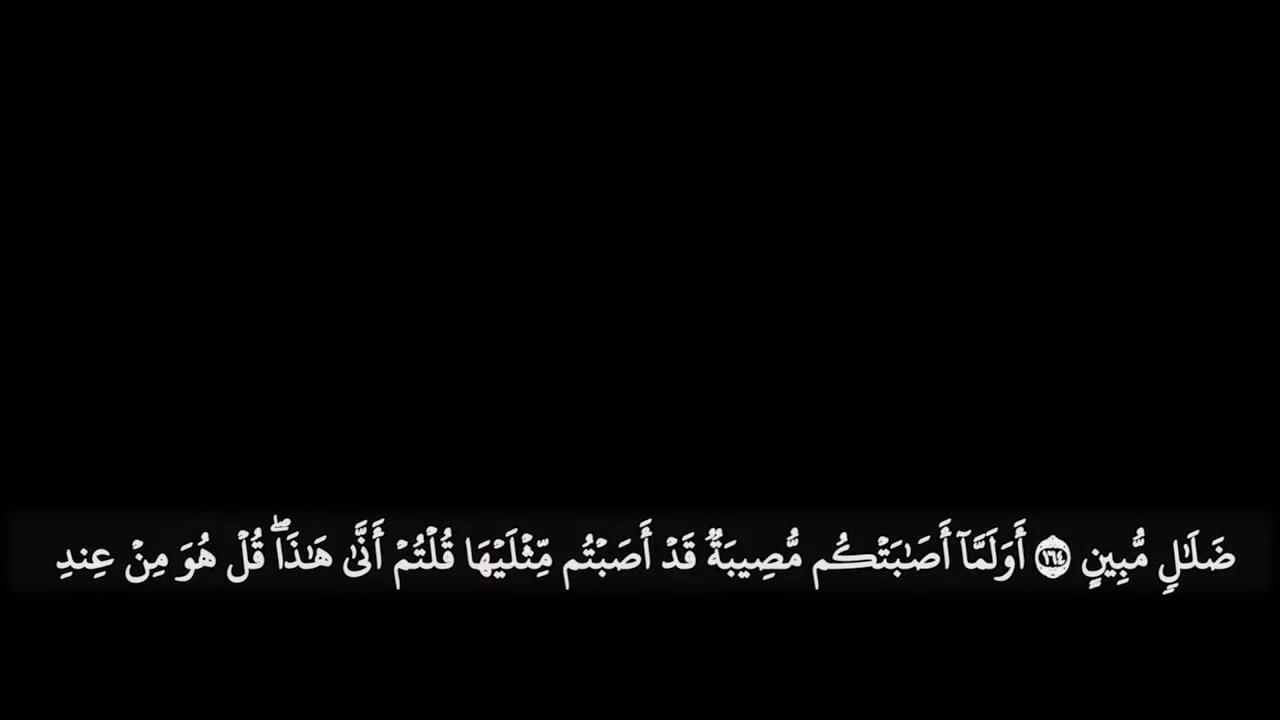 ضَلَـٰلٍ مُّبِينٍ ١٦٤ أَوَلَمَّآ أَصَـٰبَتۡكُم مُّصِيبَةٌ قَدۡ أَصَبۡتُم مِّثۡلَيۡهَا قُلۡتُمۡ أَنَّىٰ هَـٰذَاۖ قُلۡ هُوَ مِنۡ عِندِ